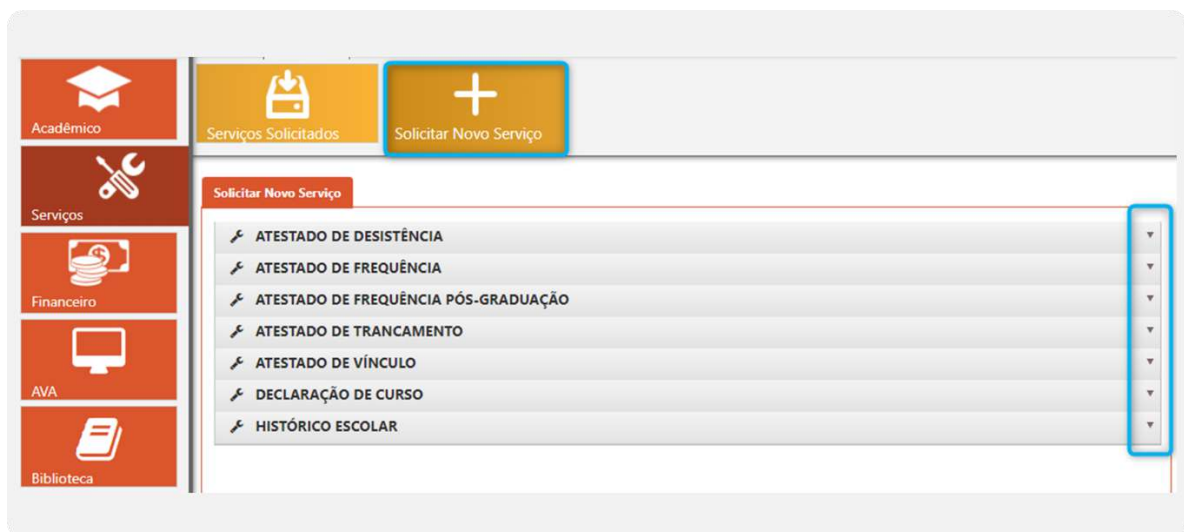 Acadêmico
Serviços
Financeiro
AVA
Biblioteca
Serviços Solicitados
Solicitar Novo Serviço
Solicitar Novo Serviço
ATESTADO DE DESISTÊNCIA
ATESTADO DE FREQUÊNCIA
ATESTADO DE FREQUÊNCIA PÓS-GRADUAÇÃO
ATESTADO DE TRANCAMENTO
ATESTADO DE VÍNCULO
DECLARAÇÃO DE CURSO
HISTÓRICO ESCOLAR